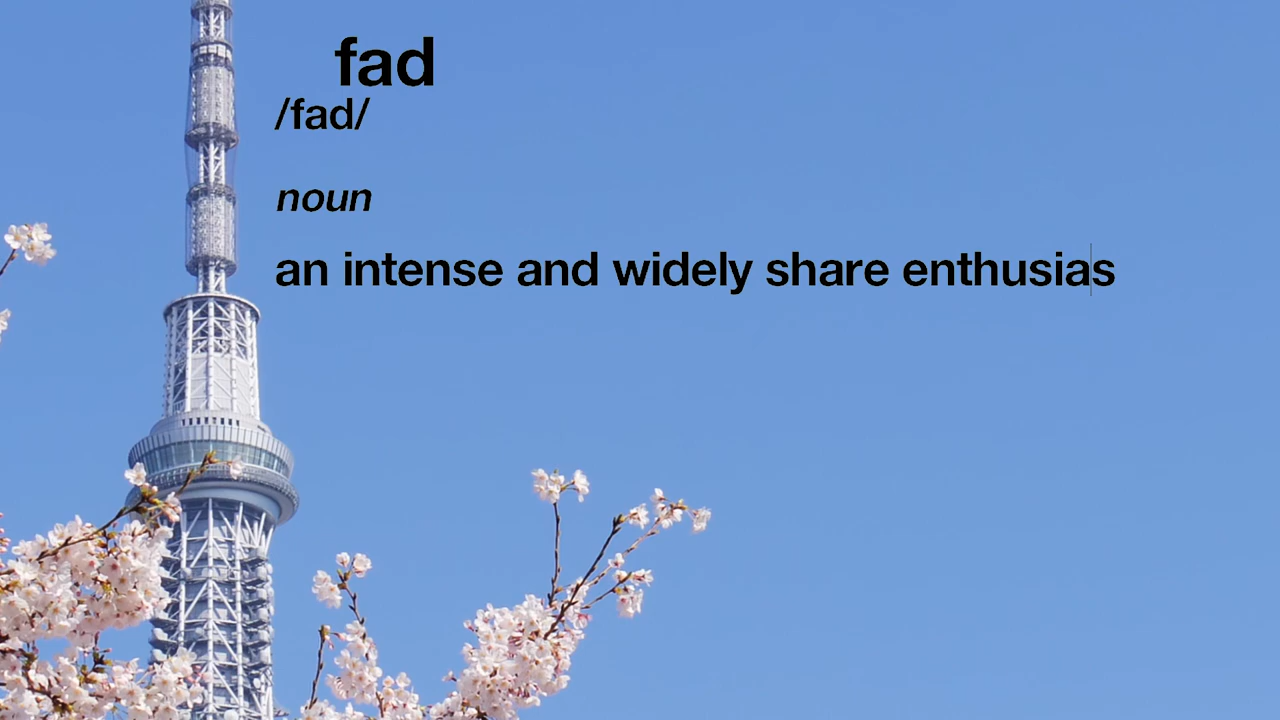 fad
/fad/
noun
an intense and widely share enthusias